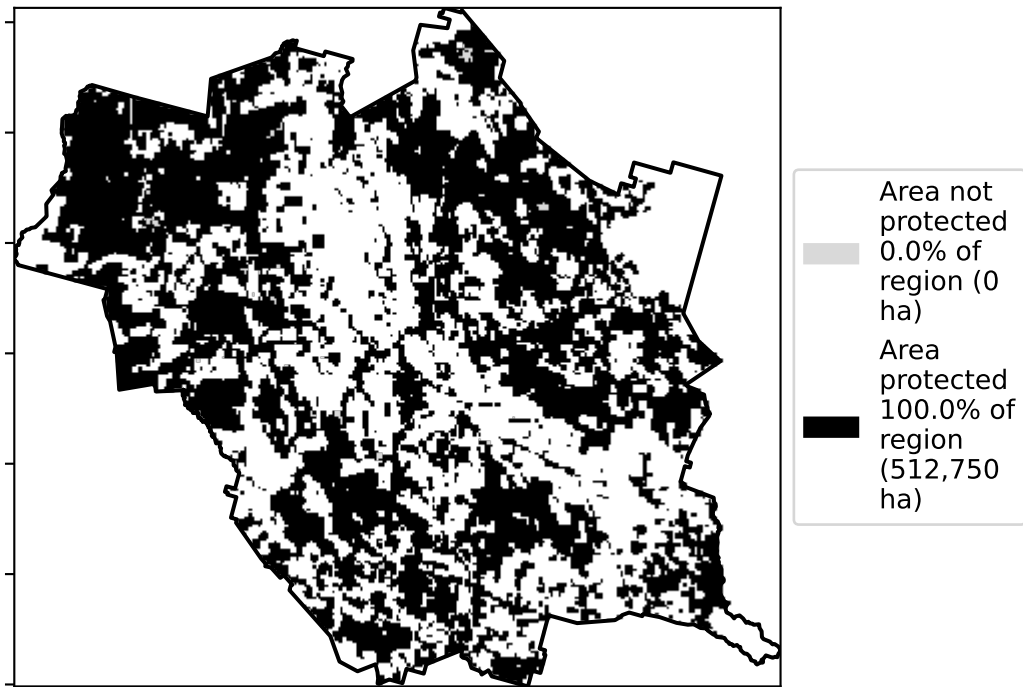 Area not
protected
0.0% of
region (0
ha)
Area
protected
100.0% of
region
(512,750
ha)